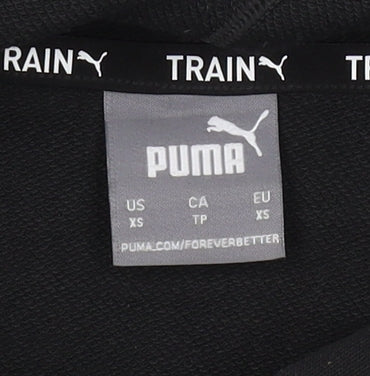 RAIN TRAIN T
PUMA
US CA EU
XS TP XS
PUMA.COM/FOREVERBETTER